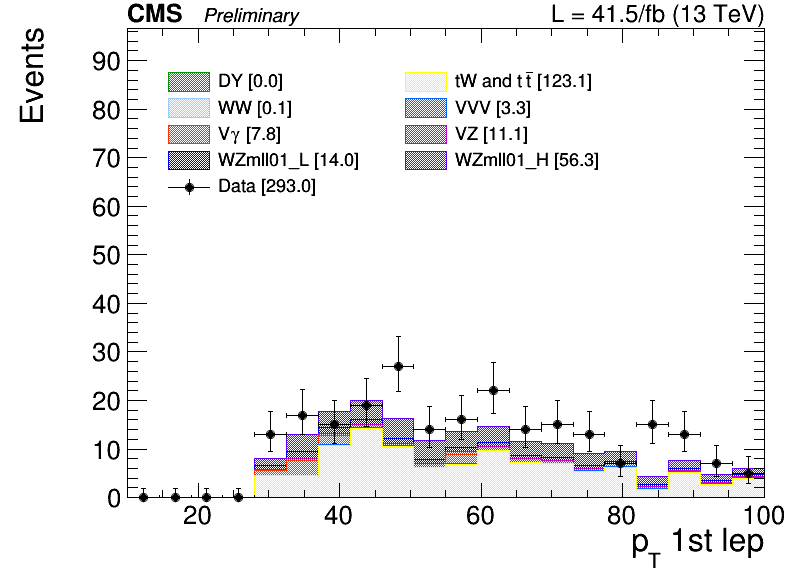 CMS Preliminary L = 41.5/fb (13 TeV)
Events
90
80
70
60
50
40
30
20
10
0
DY [0.0]
tW and tt̄ [123.1]
WW [0.1]
VVV [3.3]
Vγ [7.8]
VZ [11.1]
WZmll01_L [14.0]
WZmll01_H [56.3]
Data [293.0]
20 40 60 80 100
p_T 1st lep